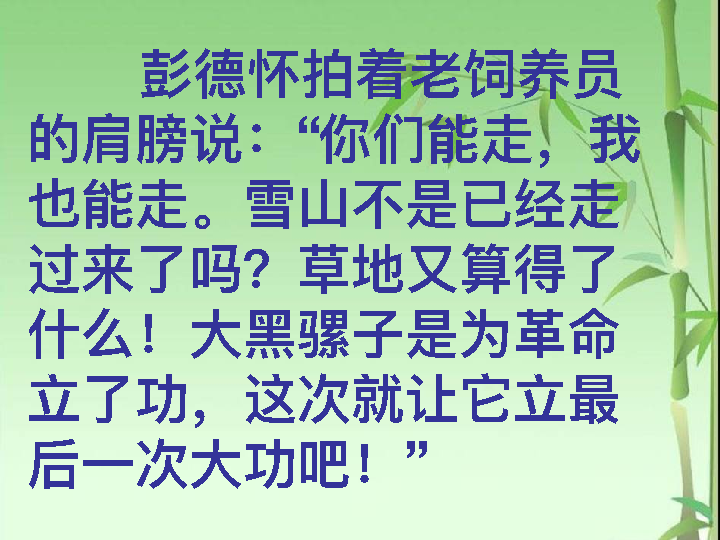 彭德怀拍着老饲养员
的肩膀说：“你们能走，我
也能走。雪山不是已经走
过来了吗？草地又算得了
什么！大黑骡子是为革命
立了功，这次就让它立最
后一次大功吧！”